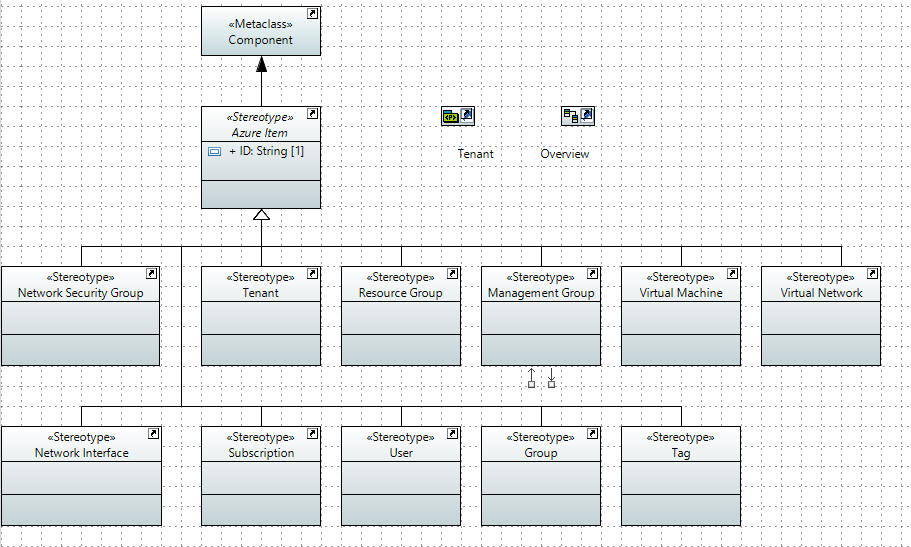 «Metaclass»
Component
«Stereotype»
Azure Item
+ ID: String [1]
<P>
Tenant
Overview
«Stereotype»
Network Security Group
«Stereotype»
Tenant
«Stereotype»
Resource Group
«Stereotype»
Management Group
«Stereotype»
Virtual Machine
«Stereotype»
Virtual Network
«Stereotype»
Network Interface
«Stereotype»
Subscription
«Stereotype»
User
«Stereotype»
Group
«Stereotype»
Tag